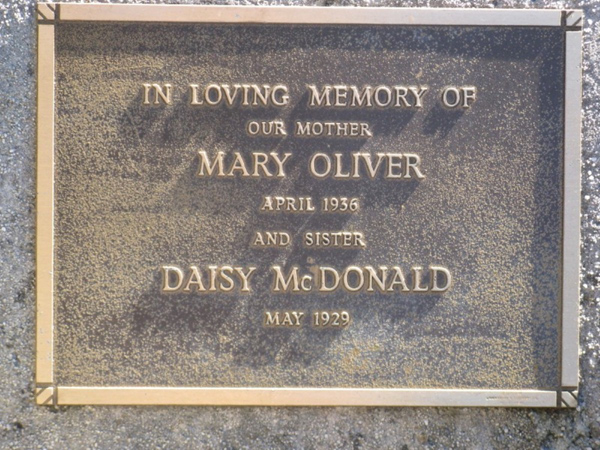 IN LOVING MEMORY OF
OUR MOTHER
MARY OLIVER
APRIL 1936
AND SISTER
DAISY McDONALD
MAY 1929